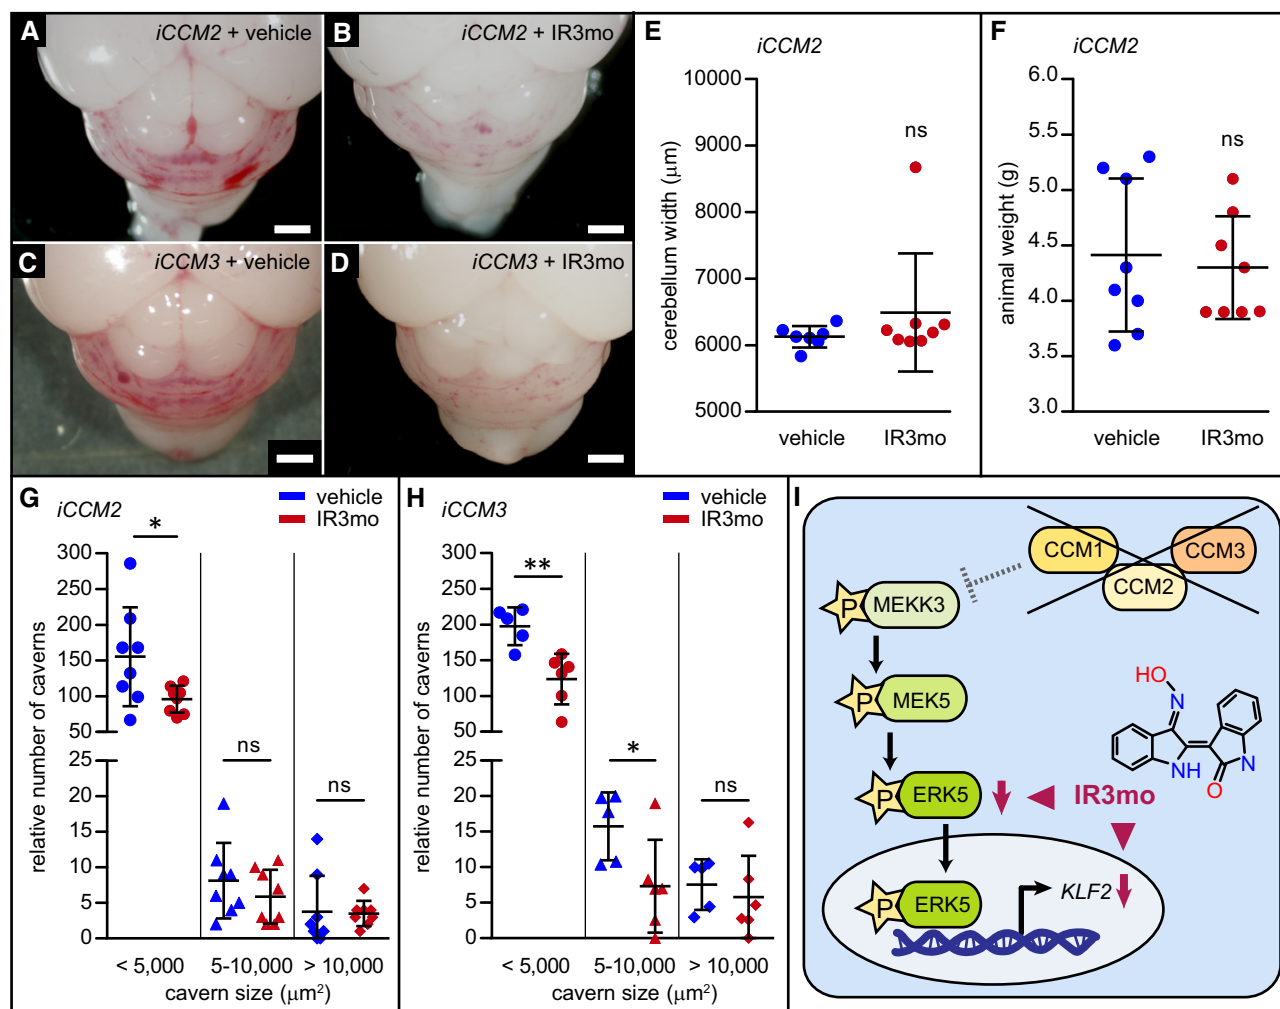 A iCCM2 + vehicle
B iCCM2 + IR3mo
C iCCM3 + vehicle
D iCCM3 + IR3mo
E iCCM2
cerebellum width (μm)
10000
9000
8000
7000
6000
5000
ns
vehicle IR3mo
F iCCM2
animal weight (g)
6.0
5.5
5.0
4.5
4.0
3.5
3.0
ns
vehicle IR3mo
G iCCM2
vehicle
IR3mo
relative number of caverns
300
250
200
150
100
50
25
20
15
10
5
0
*
ns
ns
< 5,000 5-10,000 > 10,000
cavern size (μm²)
H iCCM3
vehicle
IR3mo
relative number of caverns
300
250
200
150
100
50
25
20
15
10
5
0
**
*
ns
< 5,000 5-10,000 > 10,000
cavern size (μm²)
I
CCM1
CCM3
CCM2
P MEKK3
P MEK5
P ERK5
IR3mo
HO
N
NH
O
N
P ERK5
KLF2